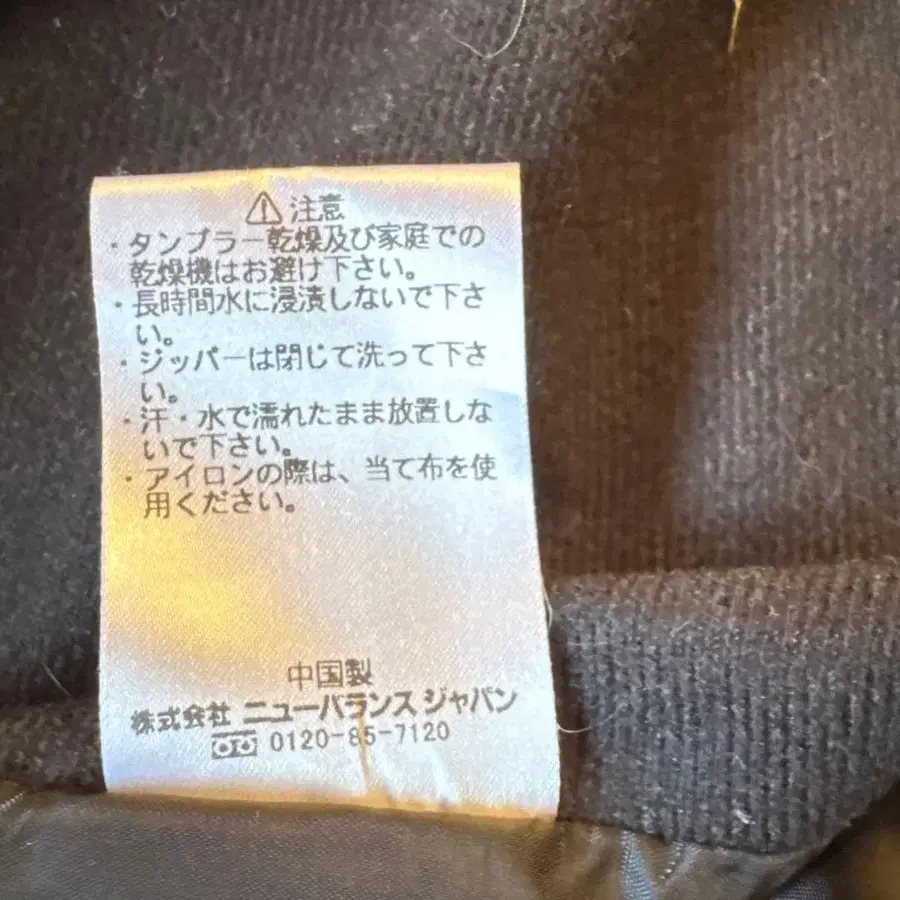 ⚠ 注意
・タンブラー乾燥及び家庭での
乾燥機はお避け下さい。
・長時間水に浸漬しないで下さ
い。
・ジッパーは閉じて洗って下さ
い。
・汗・水で濡れたまま放置しな
いで下さい。
・アイロンの際は、当て布を使
用ください。
中国製
株式会社 ニューバランス ジャパン
0120-85-7120